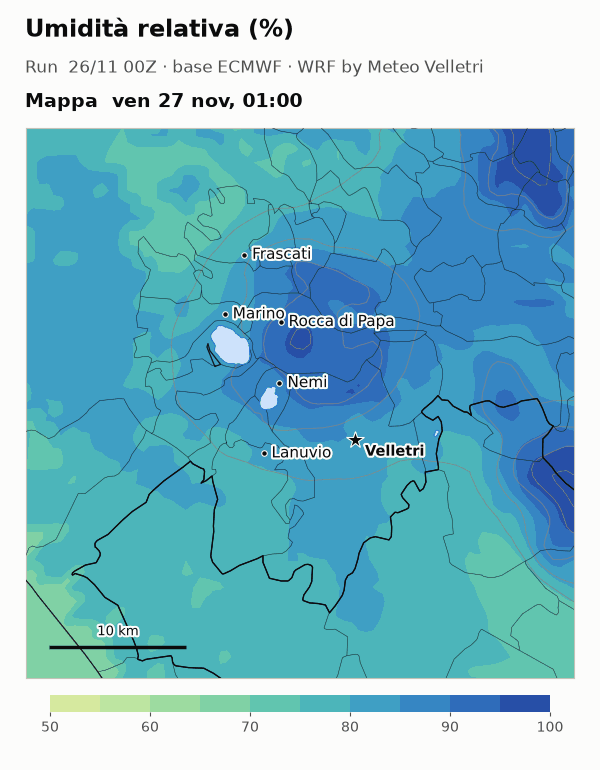 Umidità relativa (%)
Run  26/11 00Z · base ECMWF · WRF by Meteo Velletri
Mappa  ven 27 nov, 01:00
Frascati
Marino
Rocca di Papa
Nemi
Velletri
Lanuvio
10 km
50 60 70 80 90 100